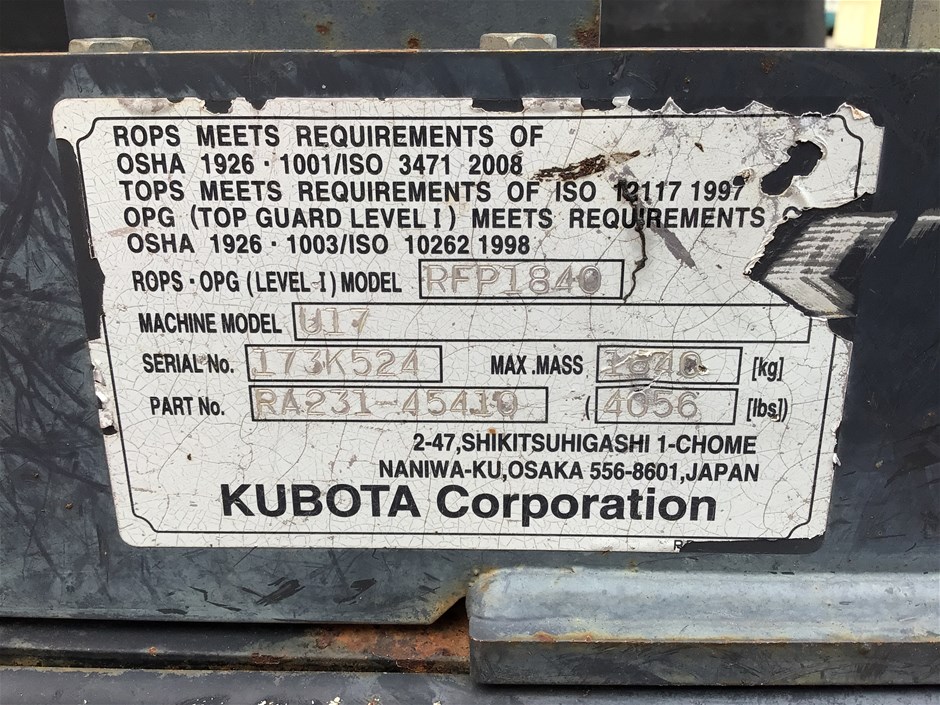 ROPS MEETS REQUIREMENTS OF
OSHA 1926・1001/ISO 3471 2008
TOPS MEETS REQUIREMENTS OF ISO 12117 1997
OPG (TOP GUARD LEVEL I) MEETS REQUIREMENTS
OSHA 1926・1003/ISO 10262 1998
ROPS・OPG (LEVEL-I) MODEL RFP1840
MACHINE MODEL U17
SERIAL No. 173K524 MAX.MASS 1840 [kg]
PART No. RA231-45410 (4056 [lbs])
2-47,SHIKITSUHIGASHI 1-CHOME
NANIWA-KU,OSAKA 556-8601,JAPAN
KUBOTA Corporation